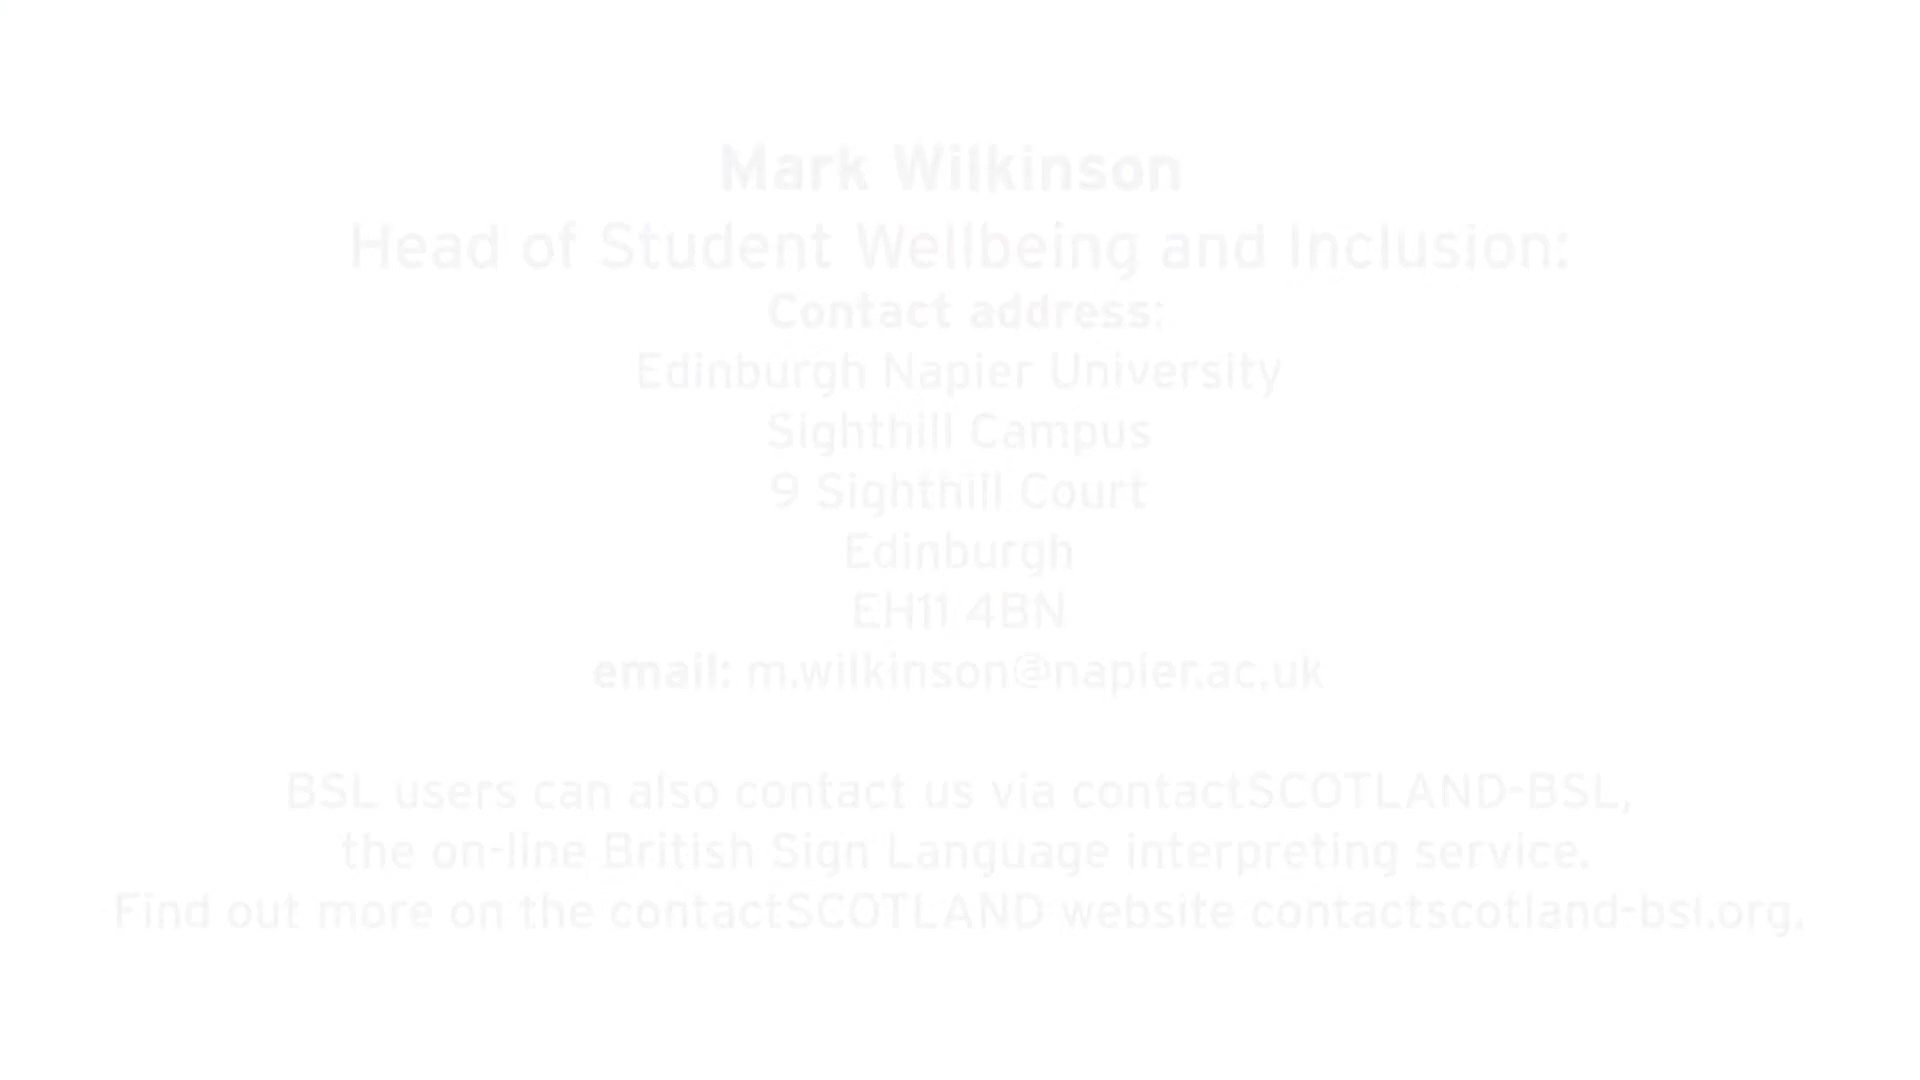 Mark Wilkinson
Head of Student Wellbeing and Inclusion:
Contact address:
Edinburgh Napier University
Sighthill Campus
9 Sighthill Court
Edinburgh
EH11 4BN
email: m.wilkinson@napier.ac.uk
BSL users can also contact us via contactSCOTLAND-BSL,
the on-line British Sign Language interpreting service.
Find out more on the contactSCOTLAND website contactscotland-bsl.org.